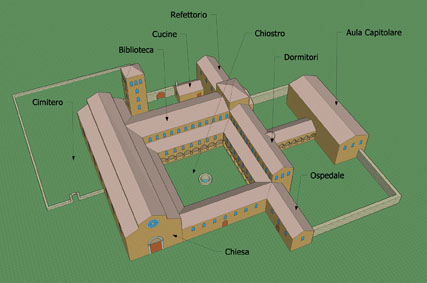 Refettorio
Cucine
Chiostro
Aula Capitolare
Biblioteca
Dormitori
Cimitero
Ospedale
Chiesa